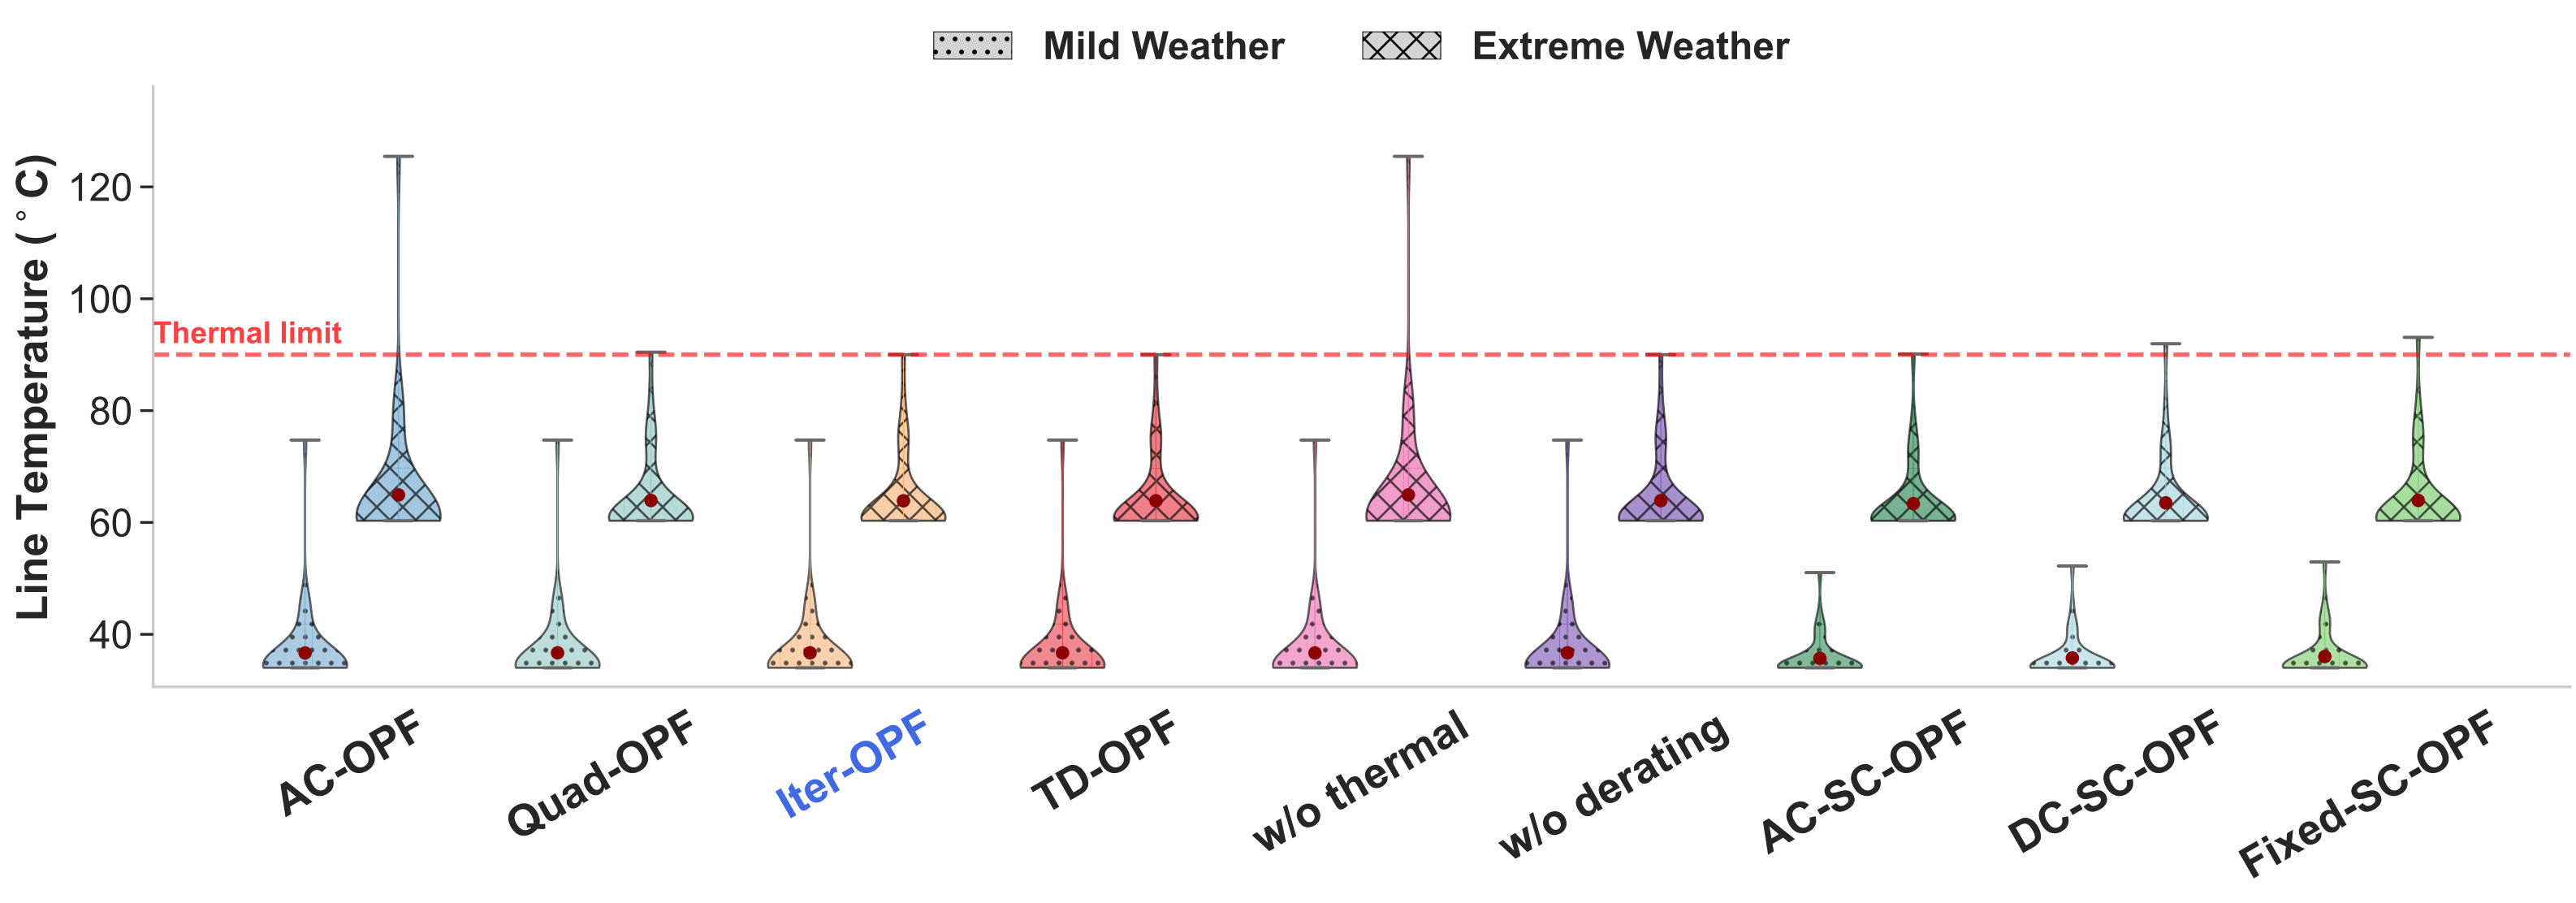 Mild Weather
Extreme Weather
Line Temperature (°C)
120
100
80
60
40
Thermal limit
AC-OPF
Quad-OPF
Iter-OPF
TD-OPF
w/o thermal
w/o derating
AC-SC-OPF
DC-SC-OPF
Fixed-SC-OPF